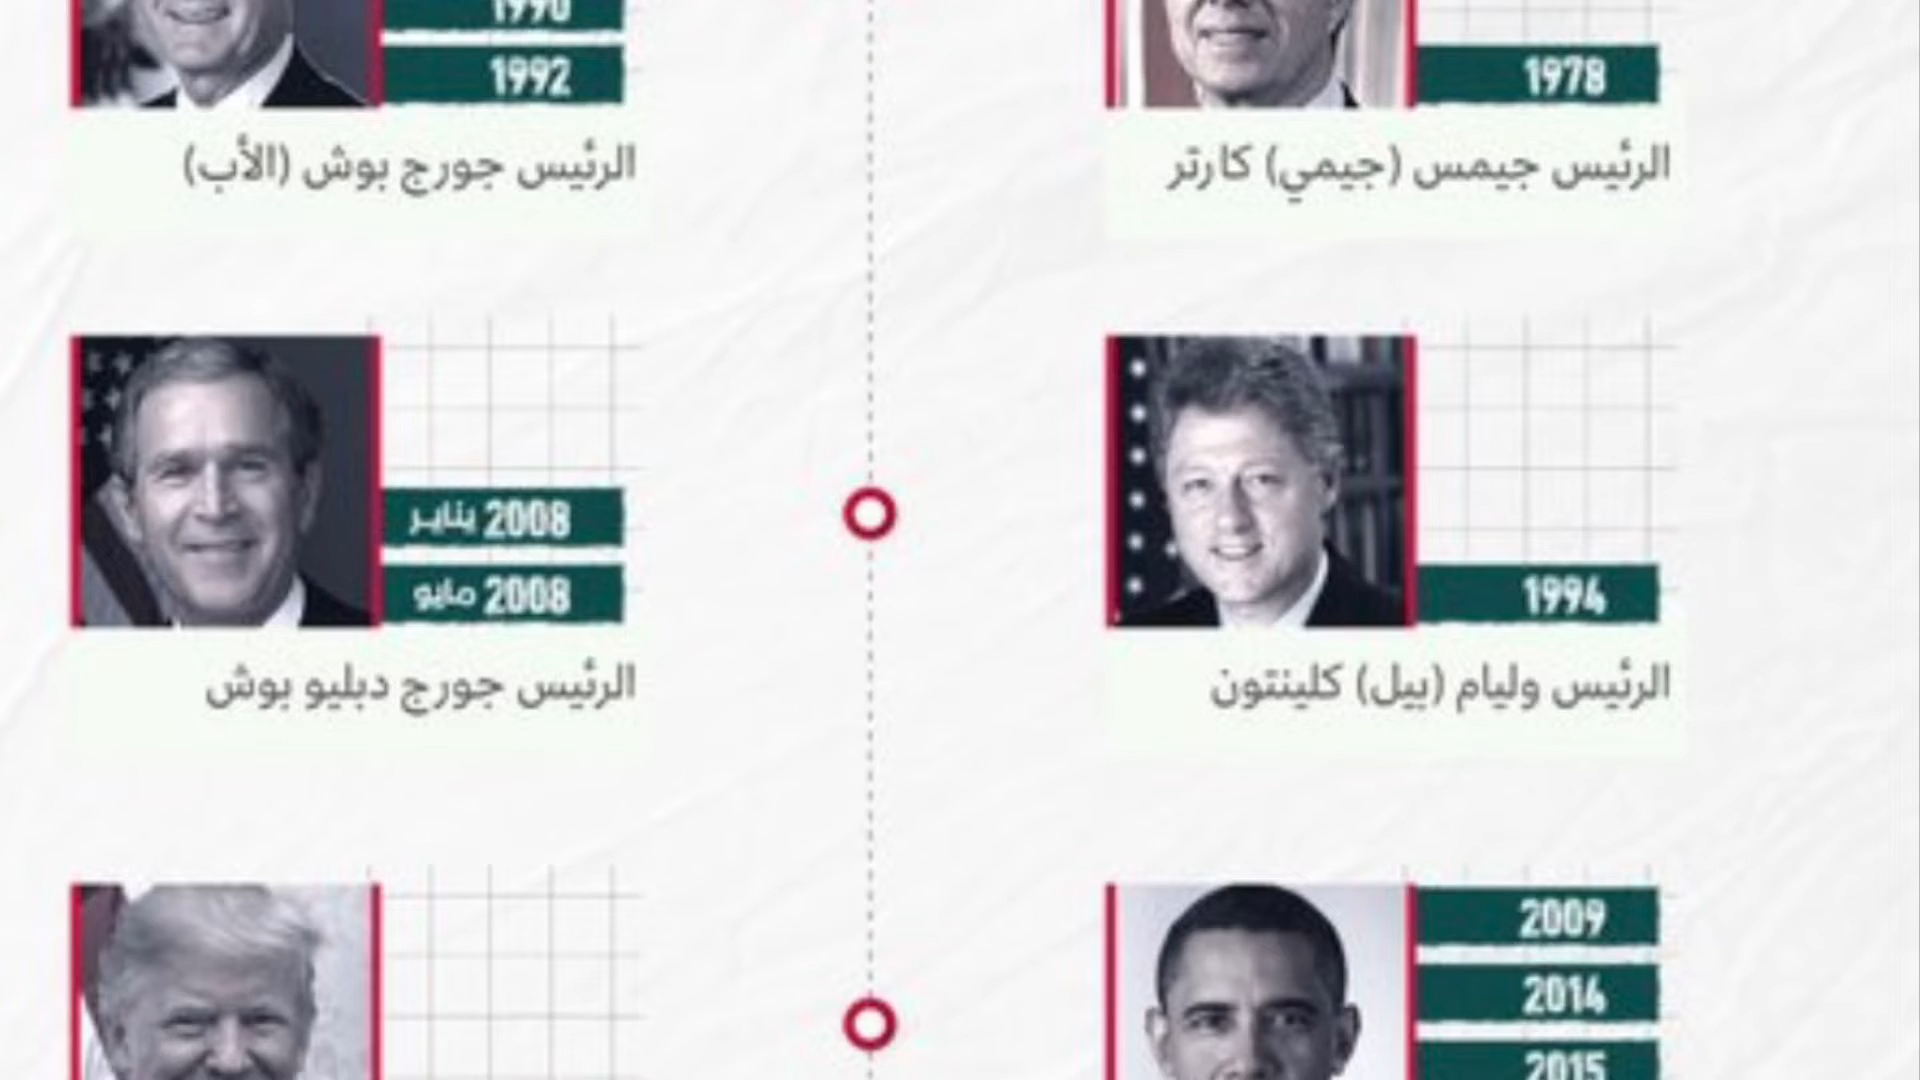 1978
الرئيس جيمس (جيمي) كارتر
1990
1992
الرئيس جورج بوش (الأب)
1994
الرئيس وليام (بيل) كلينتون
2008 يناير
2008 مايو
الرئيس جورج دبليو بوش
2009
2014
2015